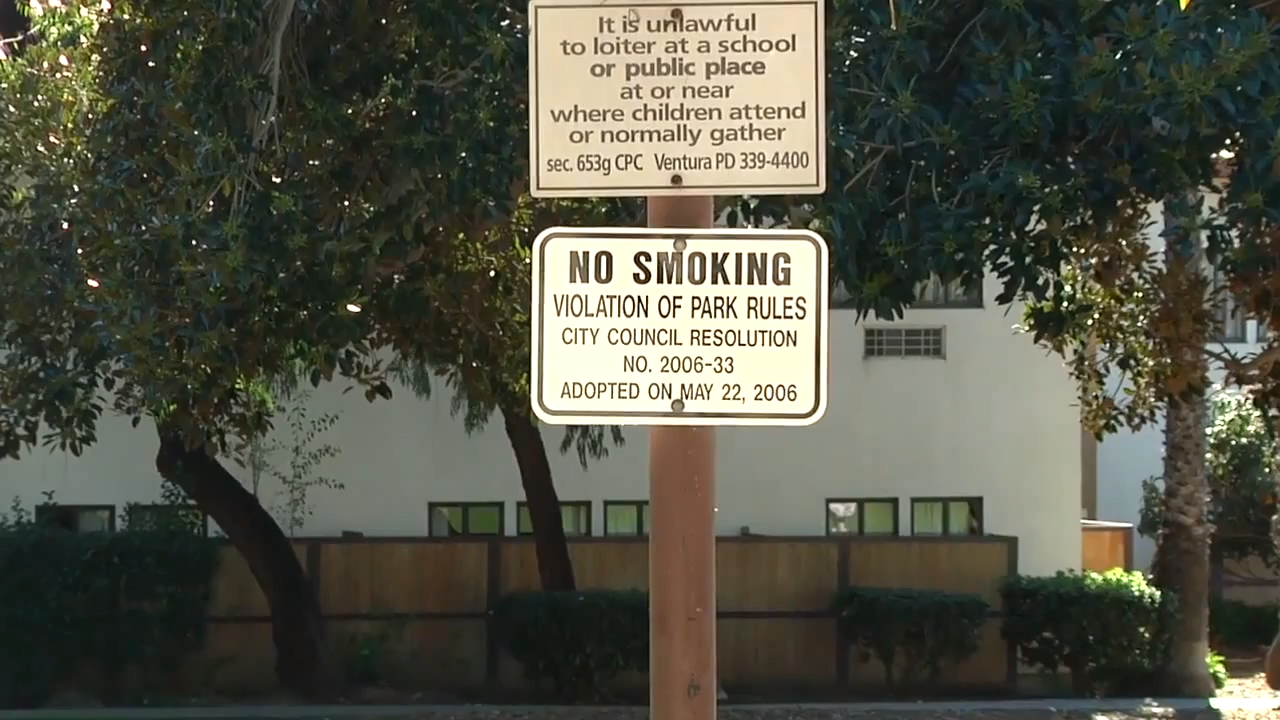 It is unlawful
to loiter at a school
or public place
at or near
where children attend
or normally gather
sec. 653g CPC Ventura PD 339-4400
NO SMOKING
VIOLATION OF PARK RULES
CITY COUNCIL RESOLUTION
NO. 2006-33
ADOPTED ON MAY 22, 2006